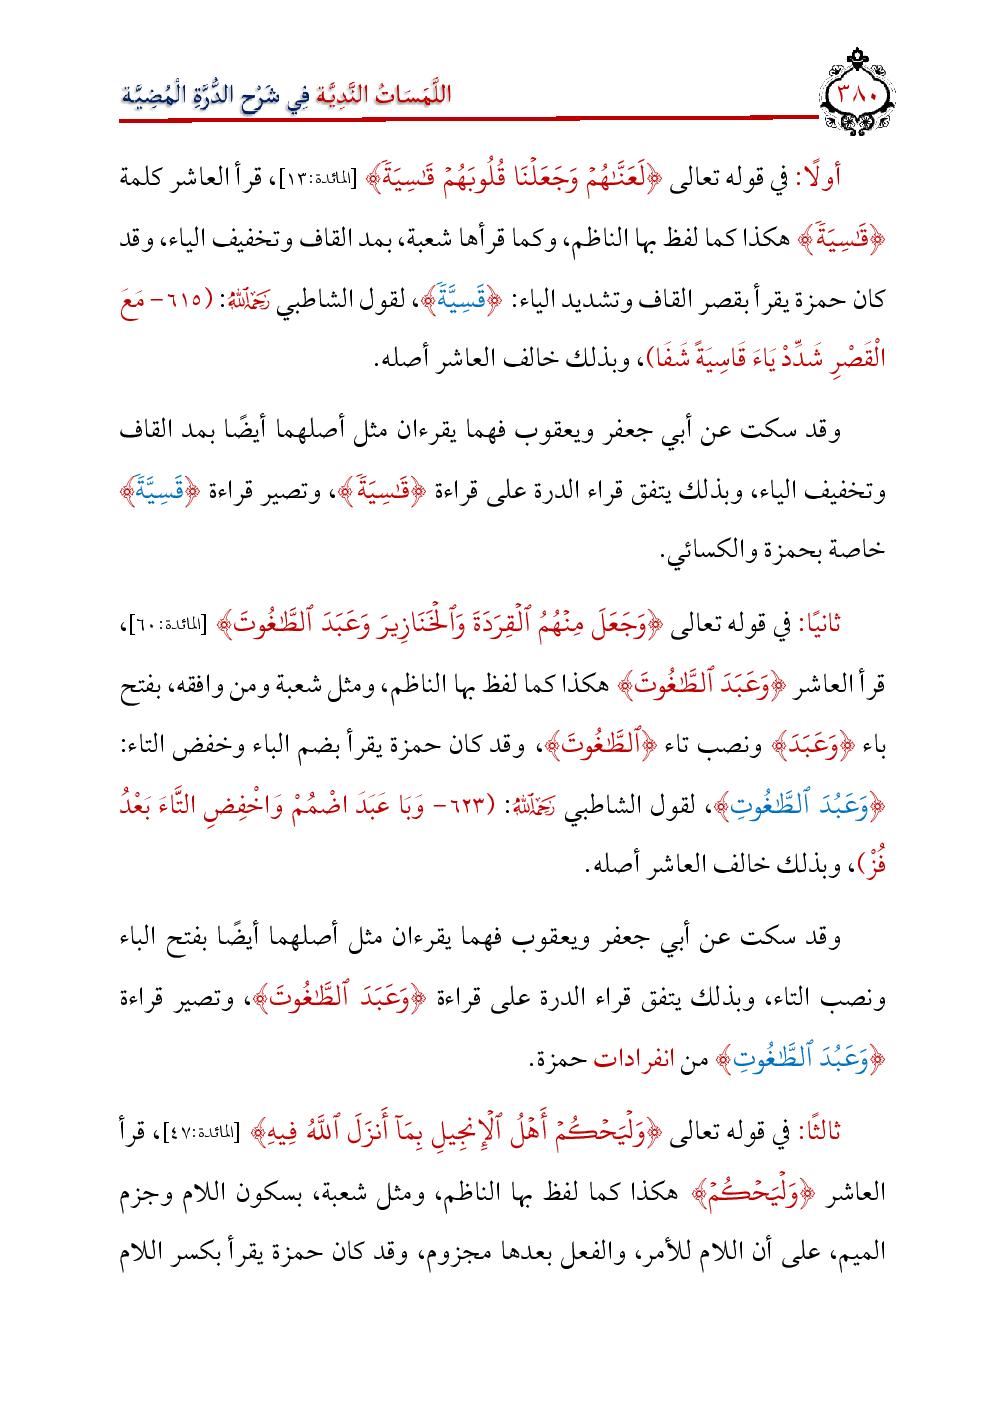 ٣٨٠
اللَّمَسَاتُ النَّدِيَّة فِي شَرْحِ الدُّرَّةِ الْمُضِيَّة
أولًا: في قوله تعالى ﴿لَعَنَّـٰهُمۡ وَجَعَلۡنَا قُلُوبَهُمۡ قَـٰسِيَةٗ﴾ [المائدة:١٣]، قرأ العاشر كلمة
﴿قَـٰسِيَةٗ﴾ هكذا كما لفظ بها الناظم، وكما قرأها شعبة، بمد القاف وتخفيف الياء، وقد
كان حمزة يقرأ بقصر القاف وتشديد الياء: ﴿قَسِيَّةٗ﴾، لقول الشاطبي رَحِمَهُ اللَّهُ: (٦١٥- مَعَ
الْقَصْرِ شَدِّدْ يَاءَ قَاسِيَةً شَفَا)، وبذلك خالف العاشر أصله.
وقد سكت عن أبي جعفر ويعقوب فهما يقرءان مثل أصلهما أيضًا بمد القاف
وتخفيف الياء، وبذلك يتفق قراء الدرة على قراءة ﴿قَـٰسِيَةٗ﴾، وتصير قراءة ﴿قَسِيَّةٗ﴾
خاصة بحمزة والكسائي.
ثانيًا: في قوله تعالى ﴿وَجَعَلَ مِنۡهُمُ ٱلۡقِرَدَةَ وَٱلۡخَنَازِيرَ وَعَبَدَ ٱلطَّـٰغُوتَ﴾ [المائدة:٦٠]،
قرأ العاشر ﴿وَعَبَدَ ٱلطَّـٰغُوتَ﴾ هكذا كما لفظ بها الناظم، ومثل شعبة ومن وافقه، بفتح
باء ﴿وَعَبَدَ﴾ ونصب تاء ﴿ٱلطَّـٰغُوتَ﴾، وقد كان حمزة يقرأ بضم الباء وخفض التاء:
﴿وَعَبُدَ ٱلطَّـٰغُوتِ﴾، لقول الشاطبي رَحِمَهُ اللَّهُ: (٦٢٣- وَبَا عَبَدَ اضْمُمْ وَاخْفِضِ التَّاءَ بَعْدُ
فُزْ)، وبذلك خالف العاشر أصله.
وقد سكت عن أبي جعفر ويعقوب فهما يقرءان مثل أصلهما أيضًا بفتح الباء
ونصب التاء، وبذلك يتفق قراء الدرة على قراءة ﴿وَعَبَدَ ٱلطَّـٰغُوتَ﴾، وتصير قراءة
﴿وَعَبُدَ ٱلطَّـٰغُوتِ﴾ من انفرادات حمزة.
ثالثًا: في قوله تعالى ﴿وَلۡيَحۡكُمۡ أَهۡلُ ٱلۡإِنجِيلِ بِمَآ أَنزَلَ ٱللَّهُ فِيهِ﴾ [المائدة:٤٧]، قرأ
العاشر ﴿وَلۡيَحۡكُمۡ﴾ هكذا كما لفظ بها الناظم، ومثل شعبة، بسكون اللام وجزم
الميم، على أن اللام للأمر، والفعل بعدها مجزوم، وقد كان حمزة يقرأ بكسر اللام